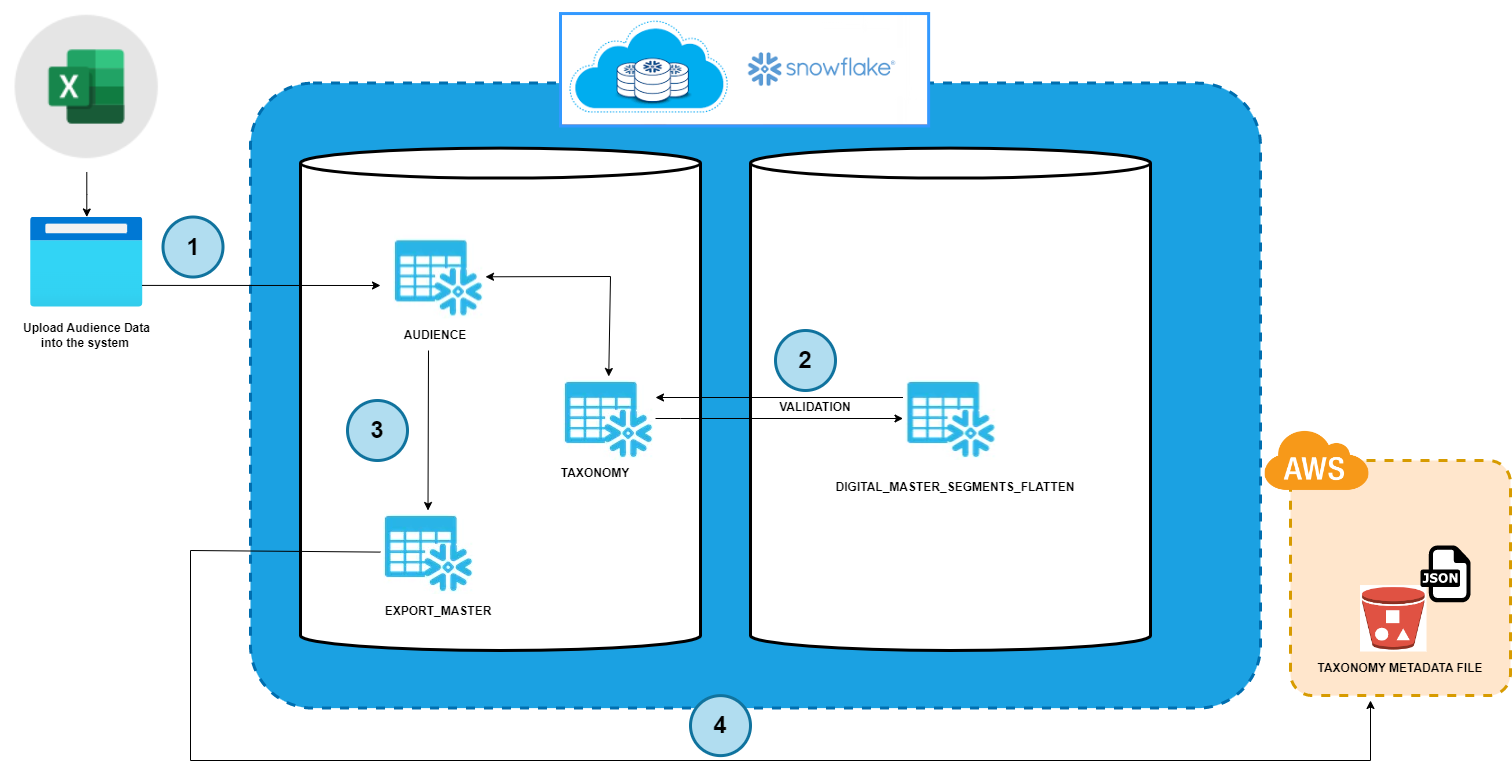 X
snowflake®
1
Upload Audience Data
into the system
AUDIENCE
2
VALIDATION
3
TAXONOMY
DIGITAL_MASTER_SEGMENTS_FLATTEN
AWS
JSON
EXPORT_MASTER
TAXONOMY METADATA FILE
4